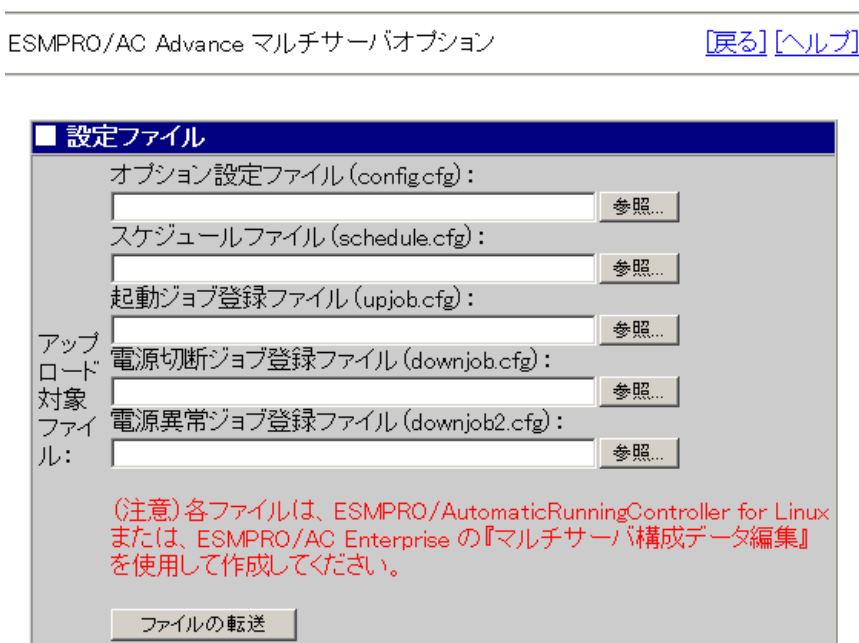 ESMPRO/AC Advance マルチサーバオプション [戻る] [ヘルプ]
■ 設定ファイル
オプション設定ファイル (config.cfg) :
参照...
スケジュールファイル (schedule.cfg) :
参照...
起動ジョブ登録ファイル (upjob.cfg) :
参照...
電源切断ジョブ登録ファイル (downjob.cfg) :
参照...
電源異常ジョブ登録ファイル (downjob2.cfg) :
参照...
アップ
ロード
対象
ファイ
ル:
(注意) 各ファイルは、ESMPRO/AutomaticRunningController for Linux
または、ESMPRO/AC Enterprise の『マルチサーバ構成データ編集』
を使用して作成してください。
ファイルの転送